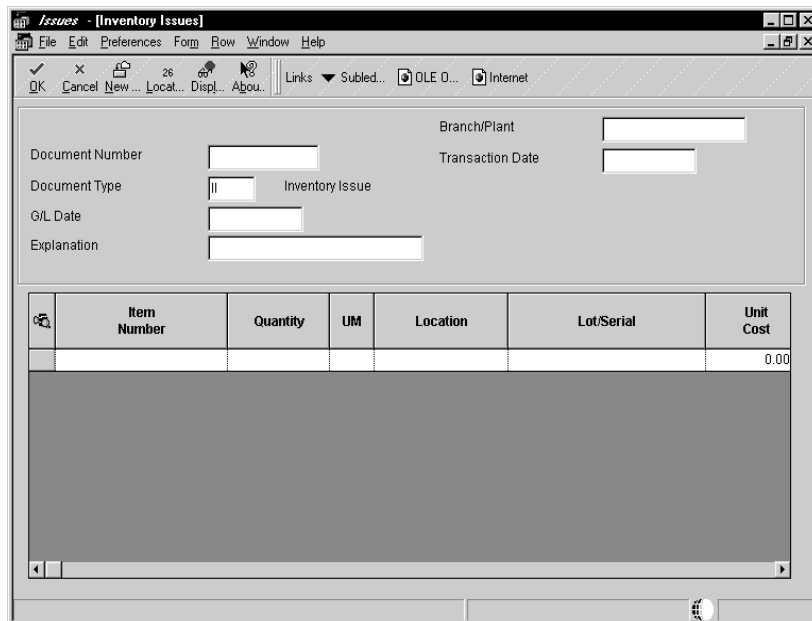 Issues - [Inventory Issues]
File Edit Preferences Form Row Window Help
OK Cancel New ... 26 Locat... Displ... Abou.. Links Subled... OLE O... Internet
Branch/Plant
Document Number
Transaction Date
Document Type II Inventory Issue
G/L Date
Explanation
Item Number Quantity UM Location Lot/Serial Unit Cost
0.00